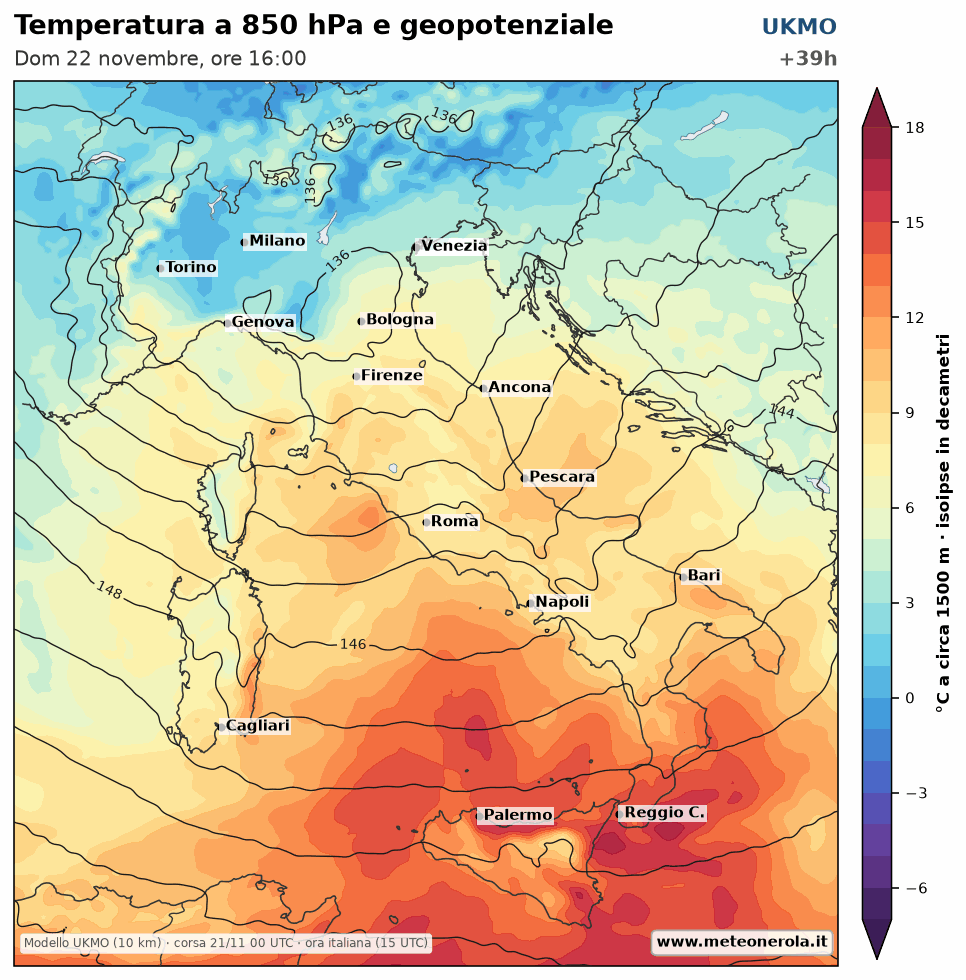 Temperatura a 850 hPa e geopotenziale
UKMO
Dom 22 novembre, ore 16:00
+39h
136
136
136
136
136
Milano
Venezia
Torino
Genova
Bologna
Firenze
Ancona
144
Pescara
Roma
Bari
148
Napoli
146
Cagliari
Palermo
Reggio C.
Modello UKMO (10 km) · corsa 21/11 00 UTC · ora italiana (15 UTC)
www.meteonerola.it
18
15
12
9
6
3
0
−3
−6
°C a circa 1500 m · isoipse in decametri